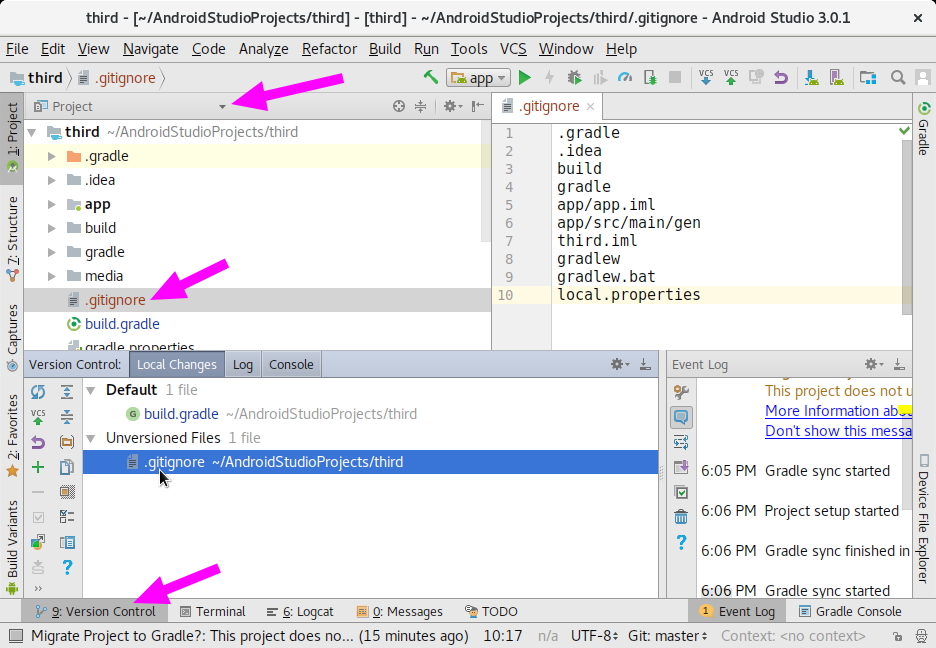 third - [~/AndroidStudioProjects/third] - [third] - ~/AndroidStudioProjects/third/.gitignore - Android Studio 3.0.1
File Edit View Navigate Code Analyze Refactor Build Run Tools VCS Window Help
third .gitignore
app
VCS VCS
1: Project
7: Structure
Captures
2: Favorites
Build Variants
Project
third ~/AndroidStudioProjects/third
.gradle
.idea
app
build
gradle
media
.gitignore
build.gradle
gradle.properties
.gitignore
1 .gradle
2 .idea
3 build
4 gradle
5 app/app.iml
6 app/src/main/gen
7 third.iml
8 gradlew
9 gradlew.bat
10 local.properties
Gradle
Device File Explorer
Version Control: Local Changes Log Console
VCS
Default 1 file
G build.gradle ~/AndroidStudioProjects/third
Unversioned Files 1 file
.gitignore ~/AndroidStudioProjects/third
Event Log
This project does not u
More Information abo
Don't show this messa
6:05 PM Gradle sync started
6:06 PM Project setup started
6:06 PM Gradle sync finished in
6:06 PM Gradle sync started
9: Version Control Terminal 6: Logcat 0: Messages TODO 1 Event Log Gradle Console
Migrate Project to Gradle?: This project does no... (15 minutes ago) 10:17 n/a UTF-8 Git: master Context: <no context>